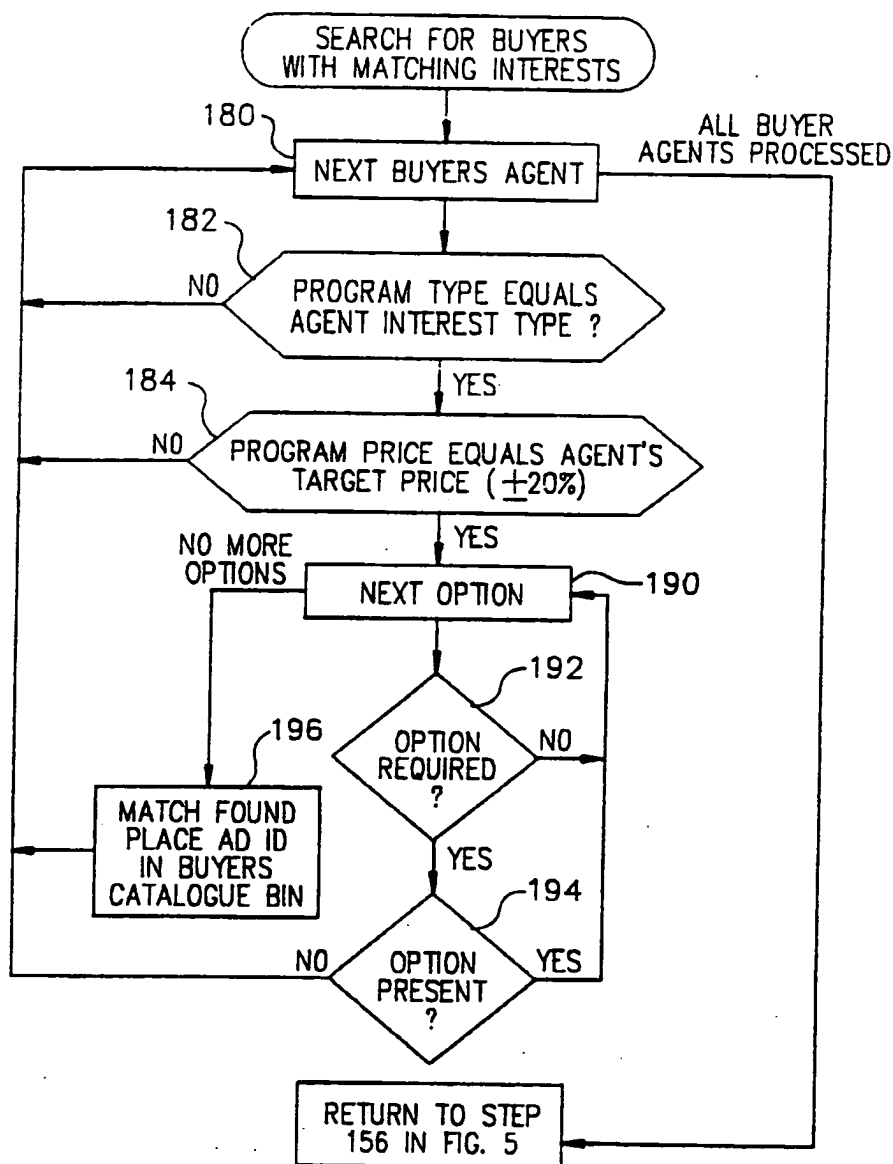 SEARCH FOR BUYERS
WITH MATCHING INTERESTS
180
ALL BUYER
AGENTS PROCESSED
NEXT BUYERS AGENT
182
NO
PROGRAM TYPE EQUALS
AGENT INTEREST TYPE ?
YES
184
NO
PROGRAM PRICE EQUALS AGENT'S
TARGET PRICE (±20%)
YES
NO MORE
OPTIONS
NEXT OPTION
190
192
OPTION
REQUIRED
?
NO
196
MATCH FOUND
PLACE AD ID
IN BUYERS
CATALOGUE BIN
YES
194
NO
OPTION
PRESENT
?
YES
RETURN TO STEP
156 IN FIG. 5